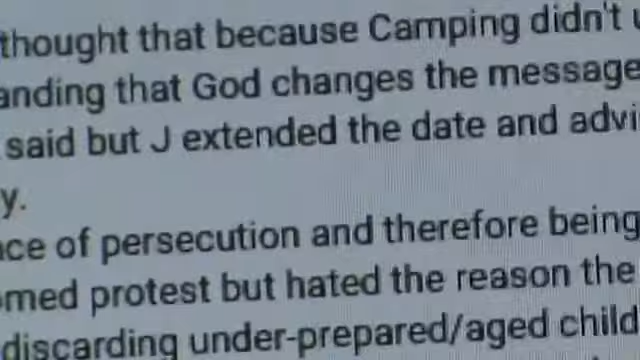 thought that because Camping didn't
anding that God changes the message
said but J extended the date and advi
y.
ce of persecution and therefore being
med protest but hated the reason the
discarding under-prepared/aged child